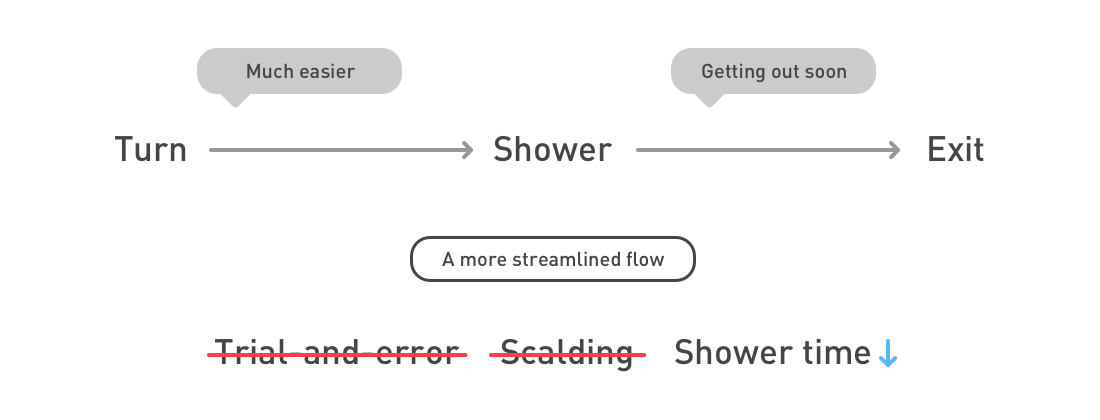 Much easier
Getting out soon
Turn
Shower
Exit
A more streamlined flow
Trial-and-error
Scalding
Shower time